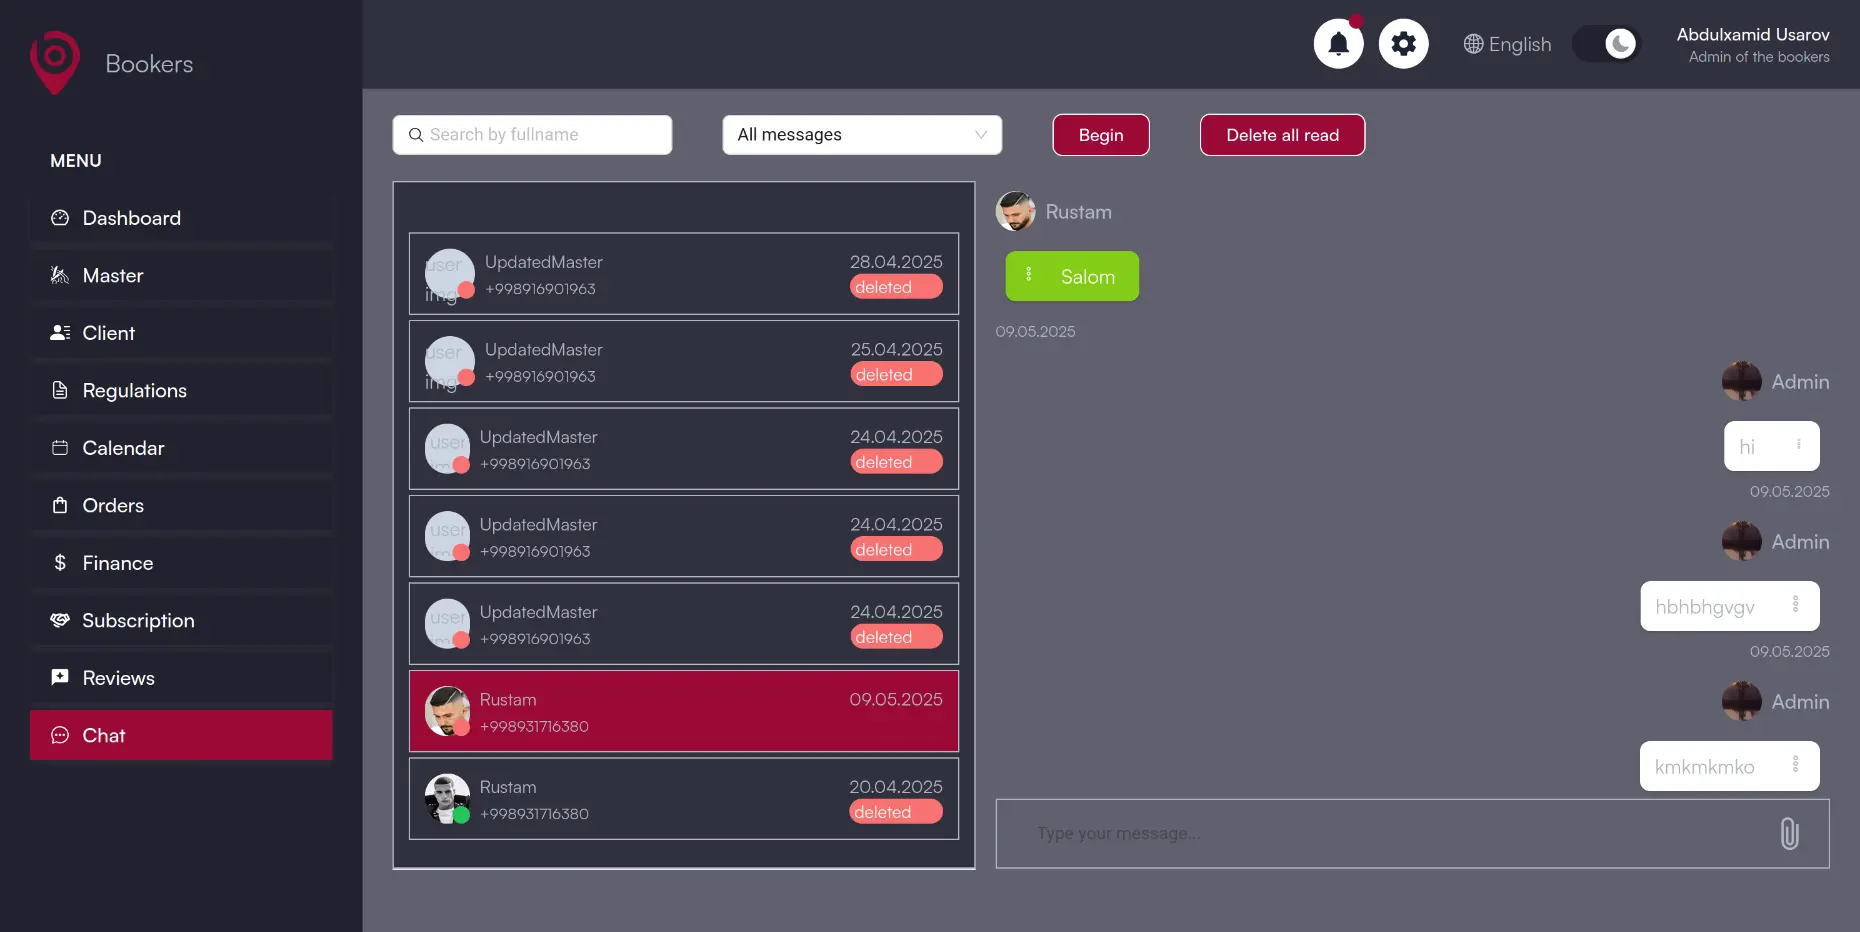 Bookers
MENU
Dashboard
Master
Client
Regulations
Calendar
Orders
Finance
Subscription
Reviews
Chat
English
Abdulxamid Usarov
Admin of the bookers
Search by fullname
All messages
Begin
Delete all read
user img
UpdatedMaster
28.04.2025
+998916901963
deleted
user img
UpdatedMaster
25.04.2025
+998916901963
deleted
user
UpdatedMaster
24.04.2025
+998916901963
deleted
user
UpdatedMaster
24.04.2025
+998916901963
deleted
user
UpdatedMaster
24.04.2025
+998916901963
deleted
Rustam
09.05.2025
+998931716380
Rustam
20.04.2025
+998931716380
deleted
Rustam
Salom
09.05.2025
Admin
hi
09.05.2025
Admin
hbhbhgvgv
09.05.2025
Admin
kmkmkmko
Type your message...